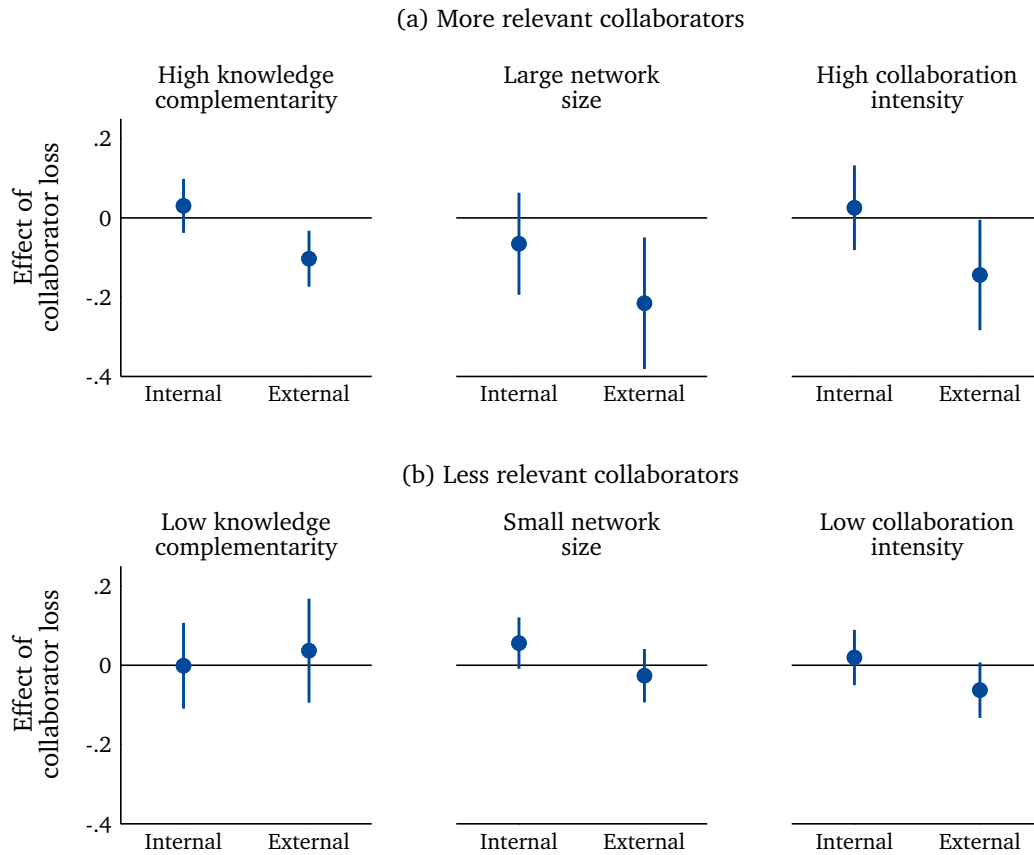 (a) More relevant collaborators
High knowledge
complementarity
Large network
size
High collaboration
intensity
Effect of
collaborator loss
.2
0
-.2
-.4
Internal
External
Internal
External
Internal
External
(b) Less relevant collaborators
Low knowledge
complementarity
Small network
size
Low collaboration
intensity
Effect of
collaborator loss
.2
0
-.2
-.4
Internal
External
Internal
External
Internal
External